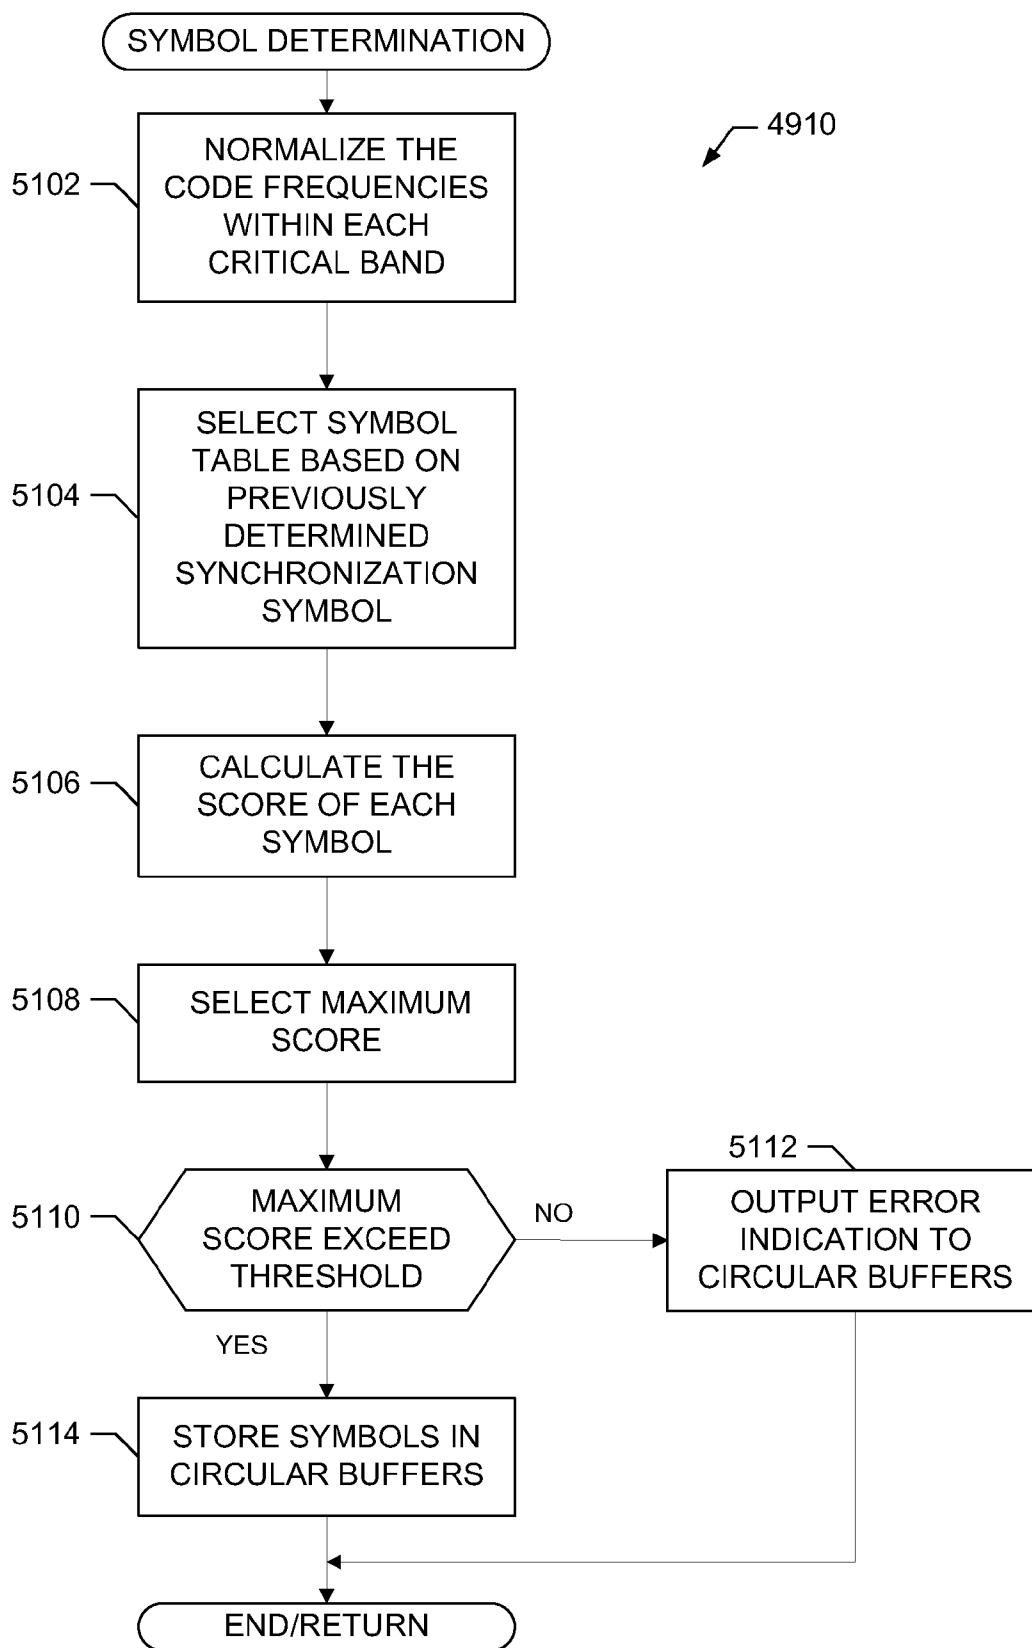 SYMBOL DETERMINATION
4910
5102
NORMALIZE THE
CODE FREQUENCIES
WITHIN EACH
CRITICAL BAND
5104
SELECT SYMBOL
TABLE BASED ON
PREVIOUSLY
DETERMINED
SYNCHRONIZATION
SYMBOL
5106
CALCULATE THE
SCORE OF EACH
SYMBOL
5108
SELECT MAXIMUM
SCORE
5110
MAXIMUM
SCORE EXCEED
THRESHOLD
NO
5112
OUTPUT ERROR
INDICATION TO
CIRCULAR BUFFERS
YES
5114
STORE SYMBOLS IN
CIRCULAR BUFFERS
END/RETURN